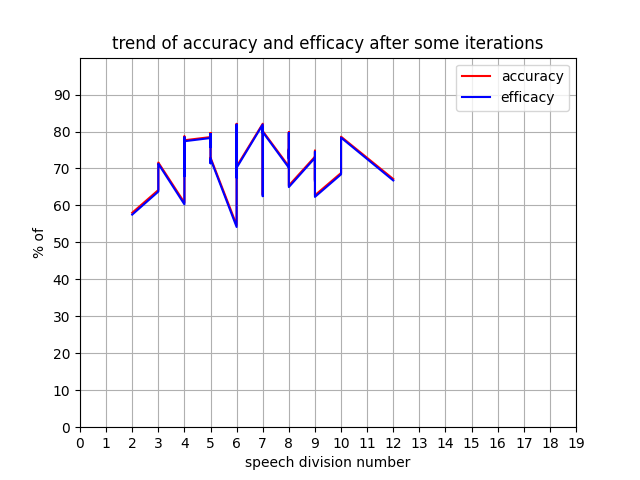 trend of accuracy and efficacy after some iterations
accuracy
efficacy
90
80
70
60
50
40
30
20
10
0
% of
0 1 2 3 4 5 6 7 8 9 10 11 12 13 14 15 16 17 18 19
speech division number